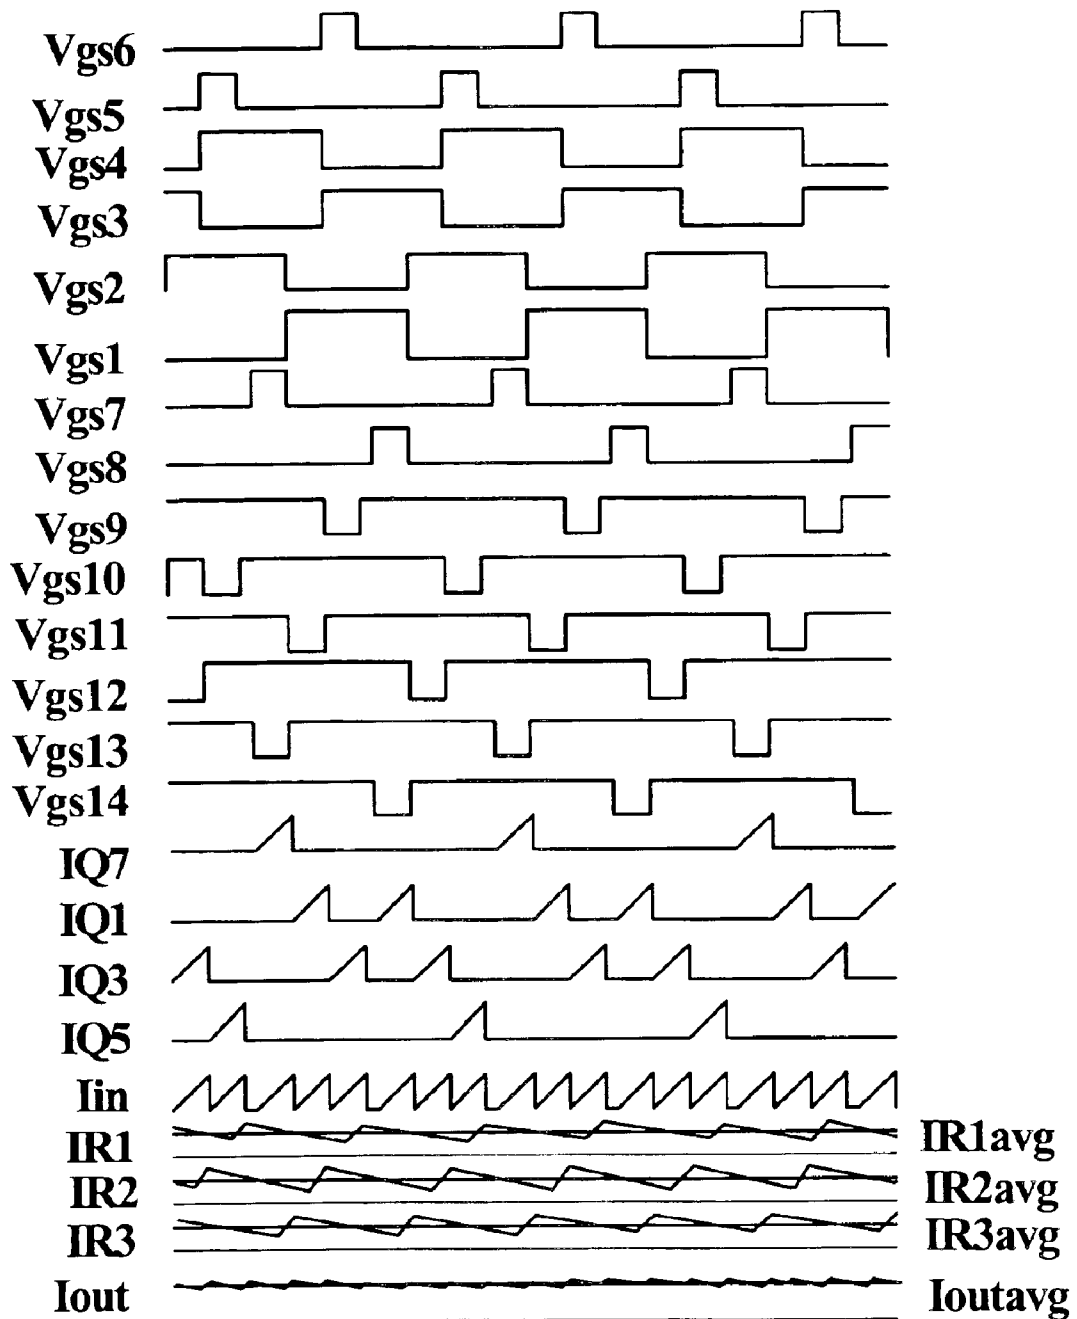 Vgs6
Vgs5
Vgs4
Vgs3
Vgs2
Vgs1
Vgs7
Vgs8
Vgs9
Vgs10
Vgs11
Vgs12
Vgs13
Vgs14
IQ7
IQ1
IQ3
IQ5
Iin
IR1 IR1avg
IR2 IR2avg
IR3 IR3avg
Iout Ioutavg